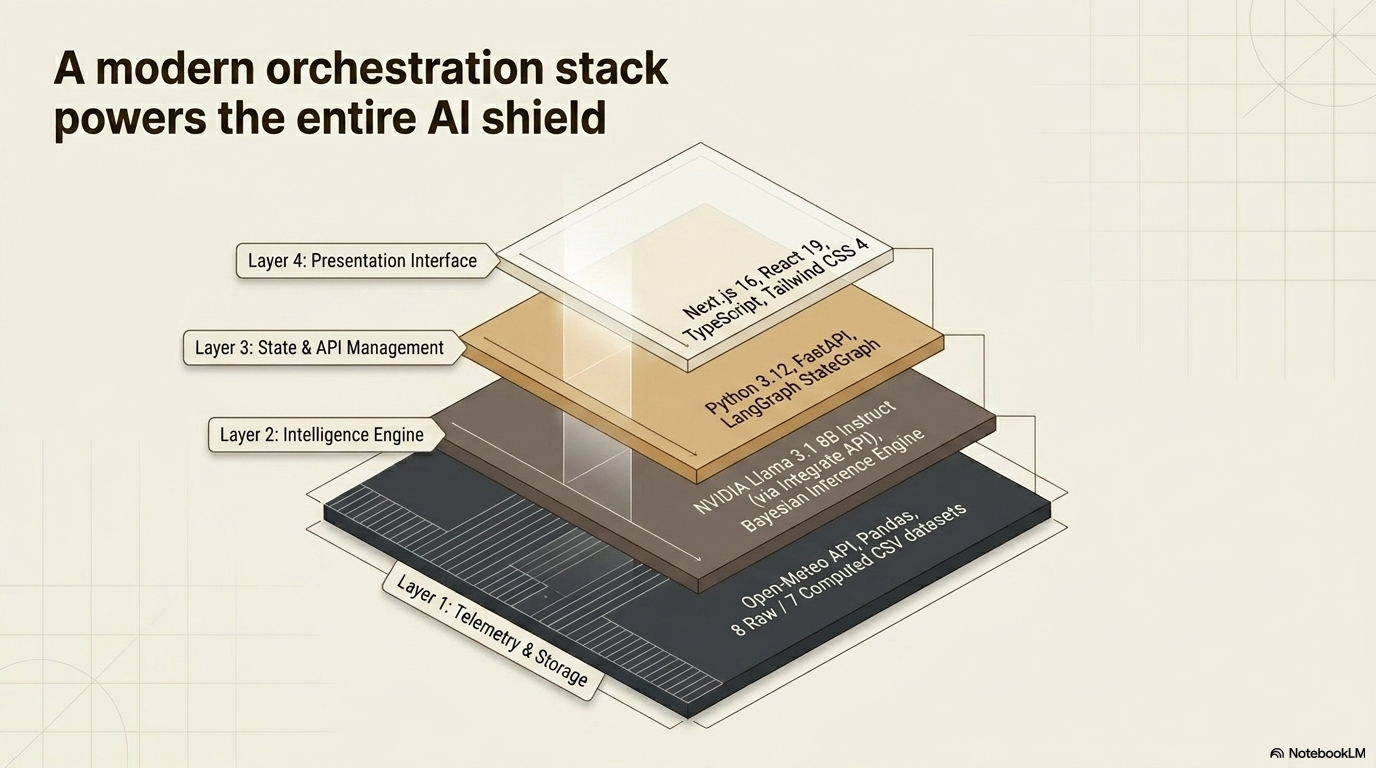 A modern orchestration stack
powers the entire AI shield
Layer 4: Presentation Interface
Next.js 16, React 19,
TypeScript, Tailwind CSS 4
Layer 3: State & API Management
Python 3.12, FastAPI,
LangGraph StateGraph
Layer 2: Intelligence Engine
NVIDIA Llama 3.1 8B Instruct
(via Integrate API),
Bayesian Inference Engine
Layer 1: Telemetry & Storage
Open-Meteo API, Pandas,
8 Raw / 7 Computed CSV datasets
NotebookLM